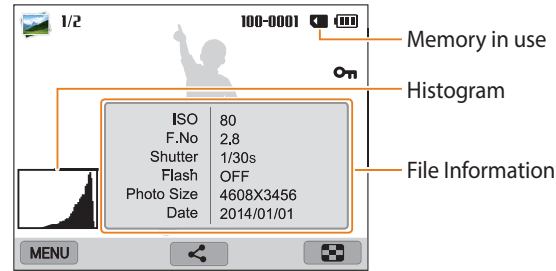 1/2 100-0001
Memory in use
Histogram
ISO 80
F.No 2.8
Shutter 1/30s
Flash OFF
Photo Size 4608X3456
Date 2014/01/01
File Information
MENU